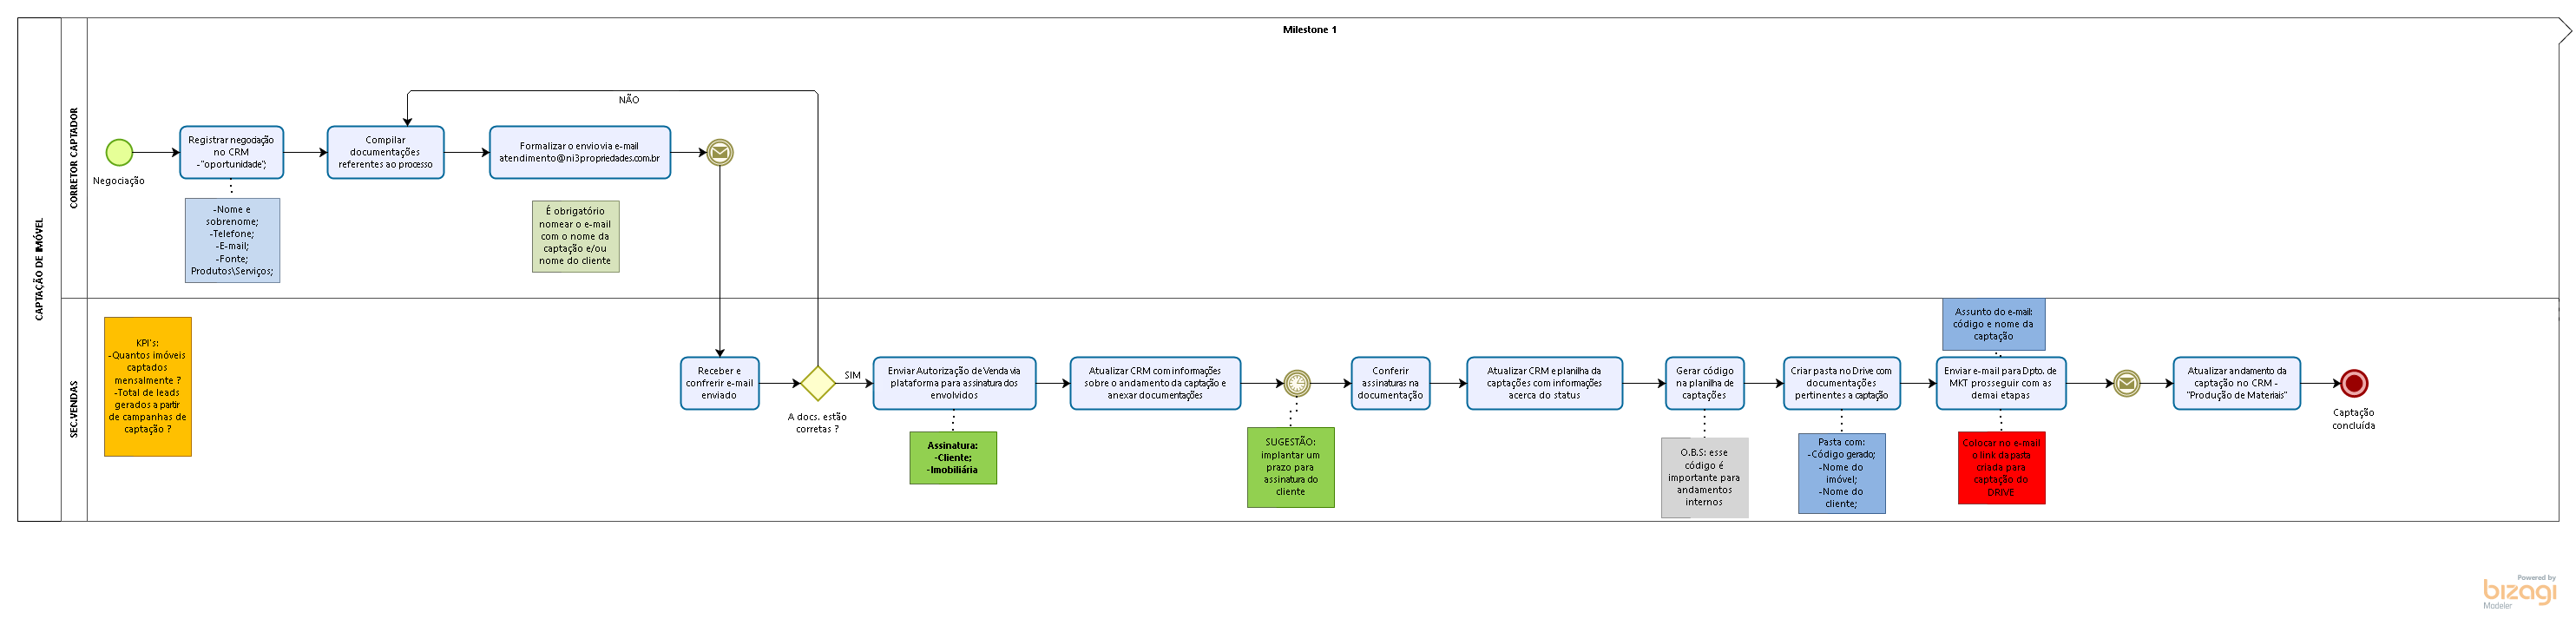 Milestone 1
CAPTAÇÃO DE IMÓVEL
CORRETOR CAPTADOR
NÃO
Negociação
Registrar negociação
no CRM
-"oportunidade";
Compilar
documentações
referentes ao processo
Formalizar o envio via e-mail
atendimento@ni3propriedades.com.br
-Nome e
sobrenome;
-Telefone;
-E-mail;
-Fonte;
Produtos\Serviços;
É obrigatório
nomear o e-mail
com o nome da
captação e/ou
nome do cliente
SEC.VENDAS
KPI's:
-Quantos imóveis
captados
mensalmente ?
-Total de leads
gerados a partir
de campanhas de
captação ?
Receber e
confrerir e-mail
enviado
A docs. estão
corretas ?
SIM
Enviar Autorização de Venda via
plataforma para assinatura dos
envolvidos
Assinatura:
-Cliente;
-Imobiliária
Atualizar CRM com informações
sobre o andamento da captação e
anexar documentações
SUGESTÃO:
implantar um
prazo para
assinatura do
cliente
Conferir
assinaturas na
documentação
Atualizar CRM e planilha da
captações com informações
acerca do status
Gerar código
na planilha de
captações
O.B.S: esse
código é
importante para
andamentos
internos
Criar pasta no Drive com
documentações
pertinentes a captação
Pasta com:
-Código gerado;
-Nome do
imóvel;
-Nome do
cliente;
Assunto do e-mail:
código e nome da
captação
Enviar e-mail para Dpto. de
MKT prosseguir com as
demai etapas
Colocar no e-mail
o link da pasta
criada para
captação do
DRIVE
Atualizar andamento da
captação no CRM -
"Produção de Materiais"
Captação
concluída
Powered by
bizagi
Modeler